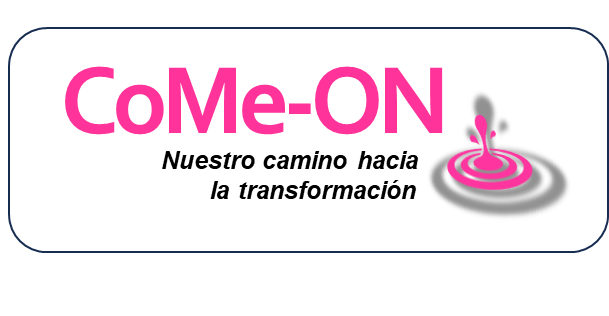 CoMe-ON
Nuestro camino hacia
la transformación